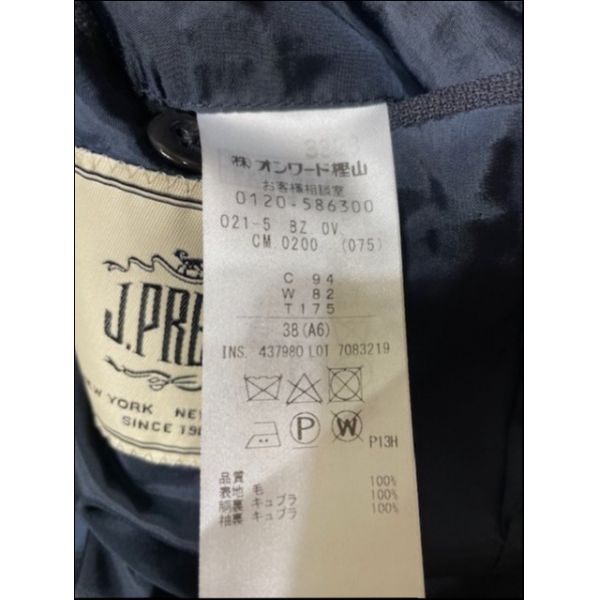 (株)オンワード樫山
お客様相談室
0120-586300
021-5 BZ.OV.
CM.0200 (075)
C 94
W 82
T 175
38(A6)
INS. 437980 LOT 7083219
P W P13H
品質
表地 毛 100%
胴裏 キュプラ 100%
袖裏 キュプラ 100%
J.PRE
W YORK NEW
SINCE 19